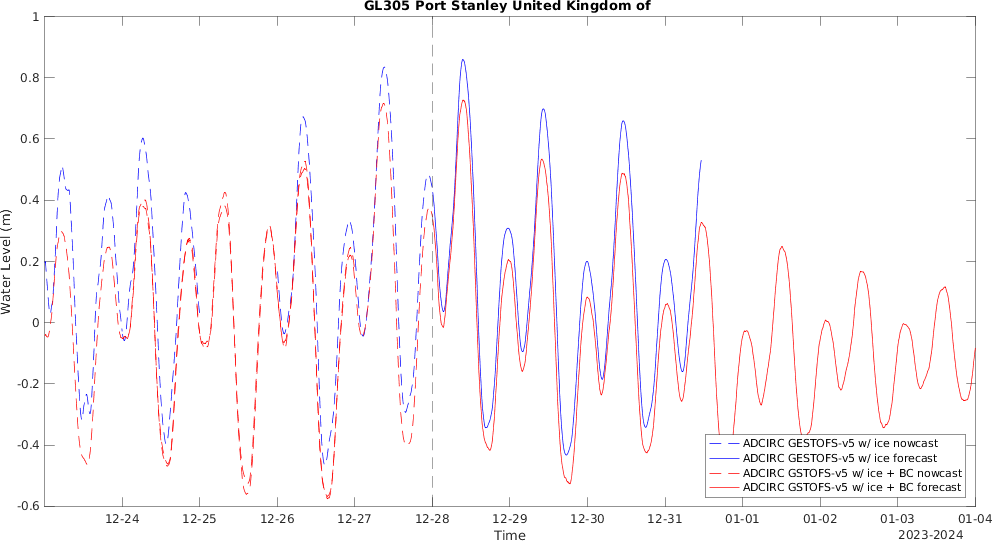 GL305 Port Stanley United Kingdom of
1
0.8
0.6
0.4
0.2
0
-0.2
-0.4
-0.6
Water Level (m)
ADCIRC GESTOFS-v5 w/ ice nowcast
ADCIRC GESTOFS-v5 w/ ice forecast
ADCIRC GSTOFS-v5 w/ ice + BC nowcast
ADCIRC GSTOFS-v5 w/ ice + BC forecast
12-24 12-25 12-26 12-27 12-28 12-29 12-30 12-31 01-01 01-02 01-03 01-04
Time
2023-2024